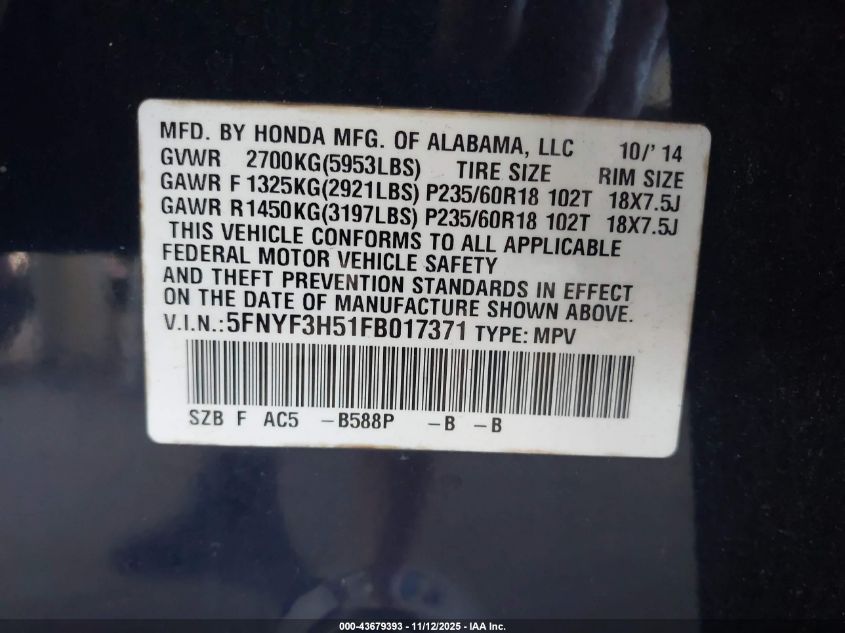 MFD. BY HONDA MFG. OF ALABAMA, LLC 10/'14
GVWR 2700KG(5953LBS) TIRE SIZE RIM SIZE
GAWR F 1325KG(2921LBS) P235/60R18 102T 18X7.5J
GAWR R 1450KG(3197LBS) P235/60R18 102T 18X7.5J
THIS VEHICLE CONFORMS TO ALL APPLICABLE
FEDERAL MOTOR VEHICLE SAFETY
AND THEFT PREVENTION STANDARDS IN EFFECT
ON THE DATE OF MANUFACTURE SHOWN ABOVE.
V.I.N.:5FNYF3H51FB017371 TYPE: MPV
SZB F AC5 -B588P -B -B
000-43679393 - 11/12/2025 - IAA Inc.